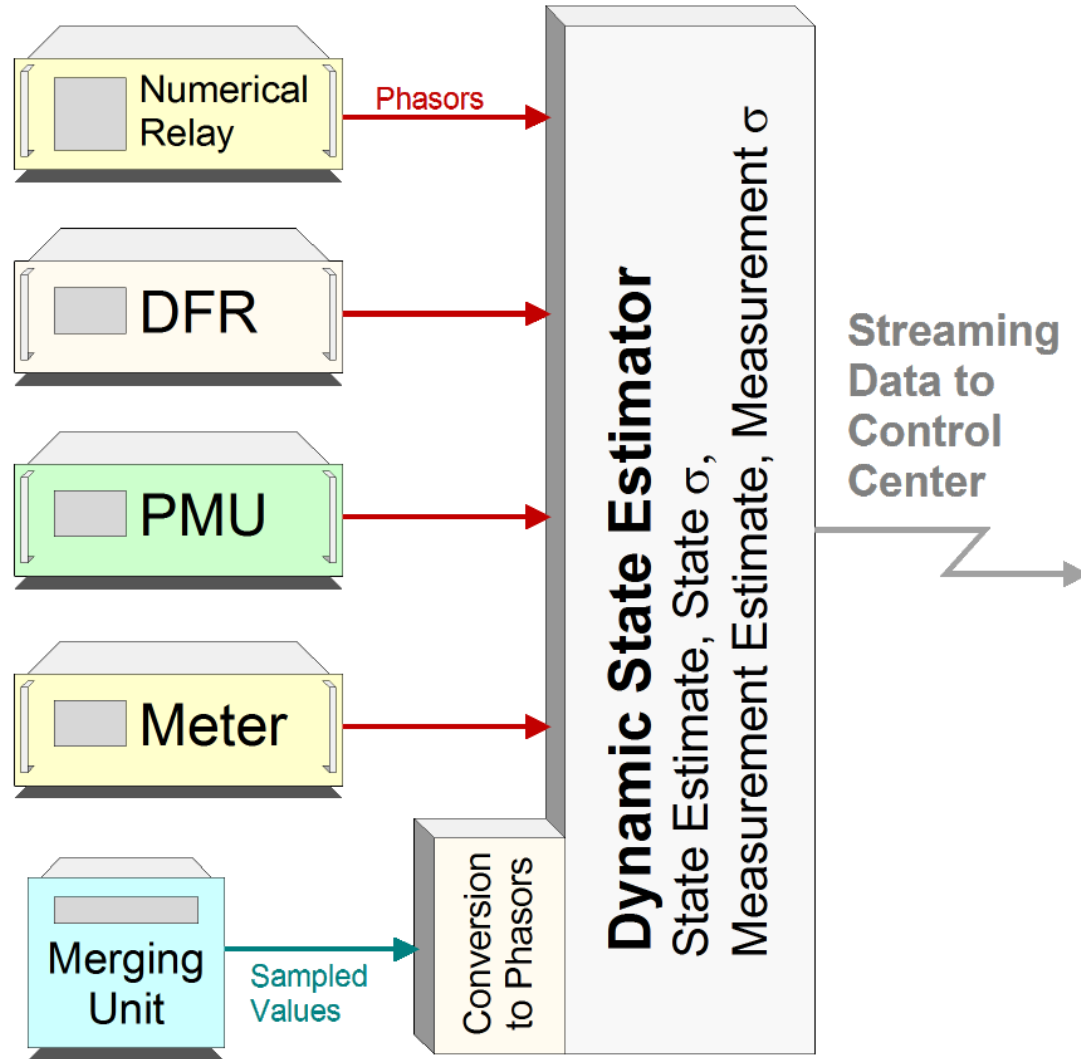 Numerical
Relay
Phasors
DFR
PMU
Meter
Merging
Unit
Sampled
Values
Conversion
to Phasors
Dynamic State Estimator
State Estimate, State σ,
Measurement Estimate, Measurement σ
Streaming
Data to
Control
Center